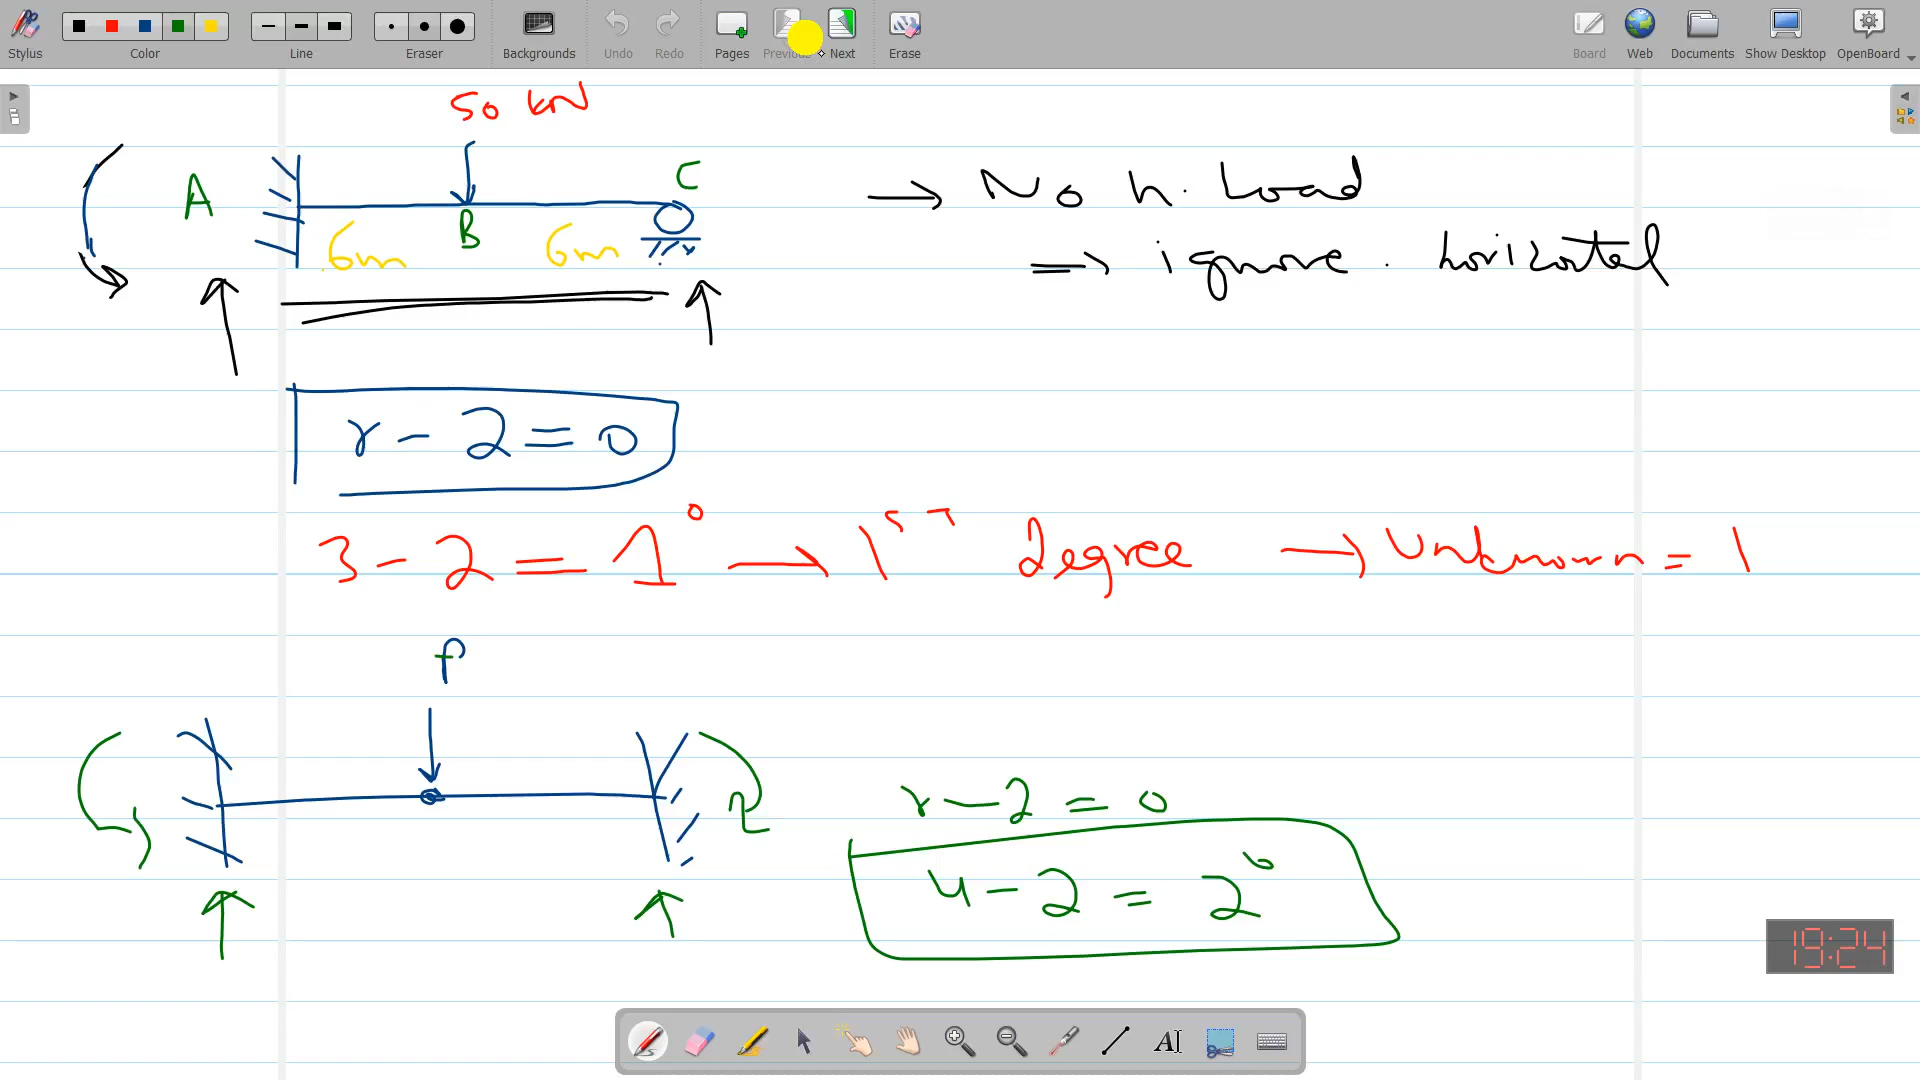 Stylus Color Line Eraser Backgrounds Undo Redo Pages Previous Next Erase Board Web Documents Show Desktop OpenBoard
50 kN
A B C
6m 6m
→ No h. Load
⇒ ignore horizontal
r - 2 = 0
3 - 2 = 1° → 1st degree → Unknown = 1
P
r - 2 = 0
4 - 2 = 2°
19:24